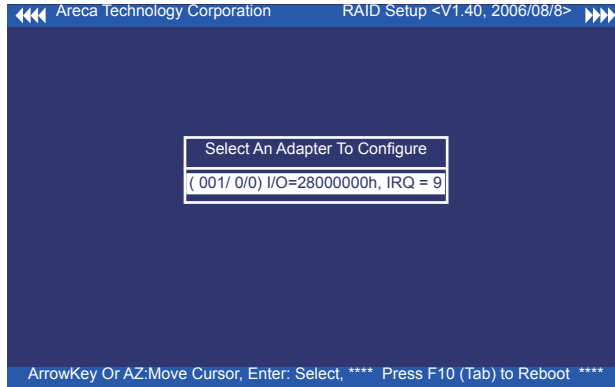 Areca Technology Corporation RAID Setup <V1.40, 2006/08/8>
Select An Adapter To Configure
( 001/ 0/0) I/O=28000000h, IRQ = 9
ArrowKey Or AZ:Move Cursor, Enter: Select, **** Press F10 (Tab) to Reboot ****